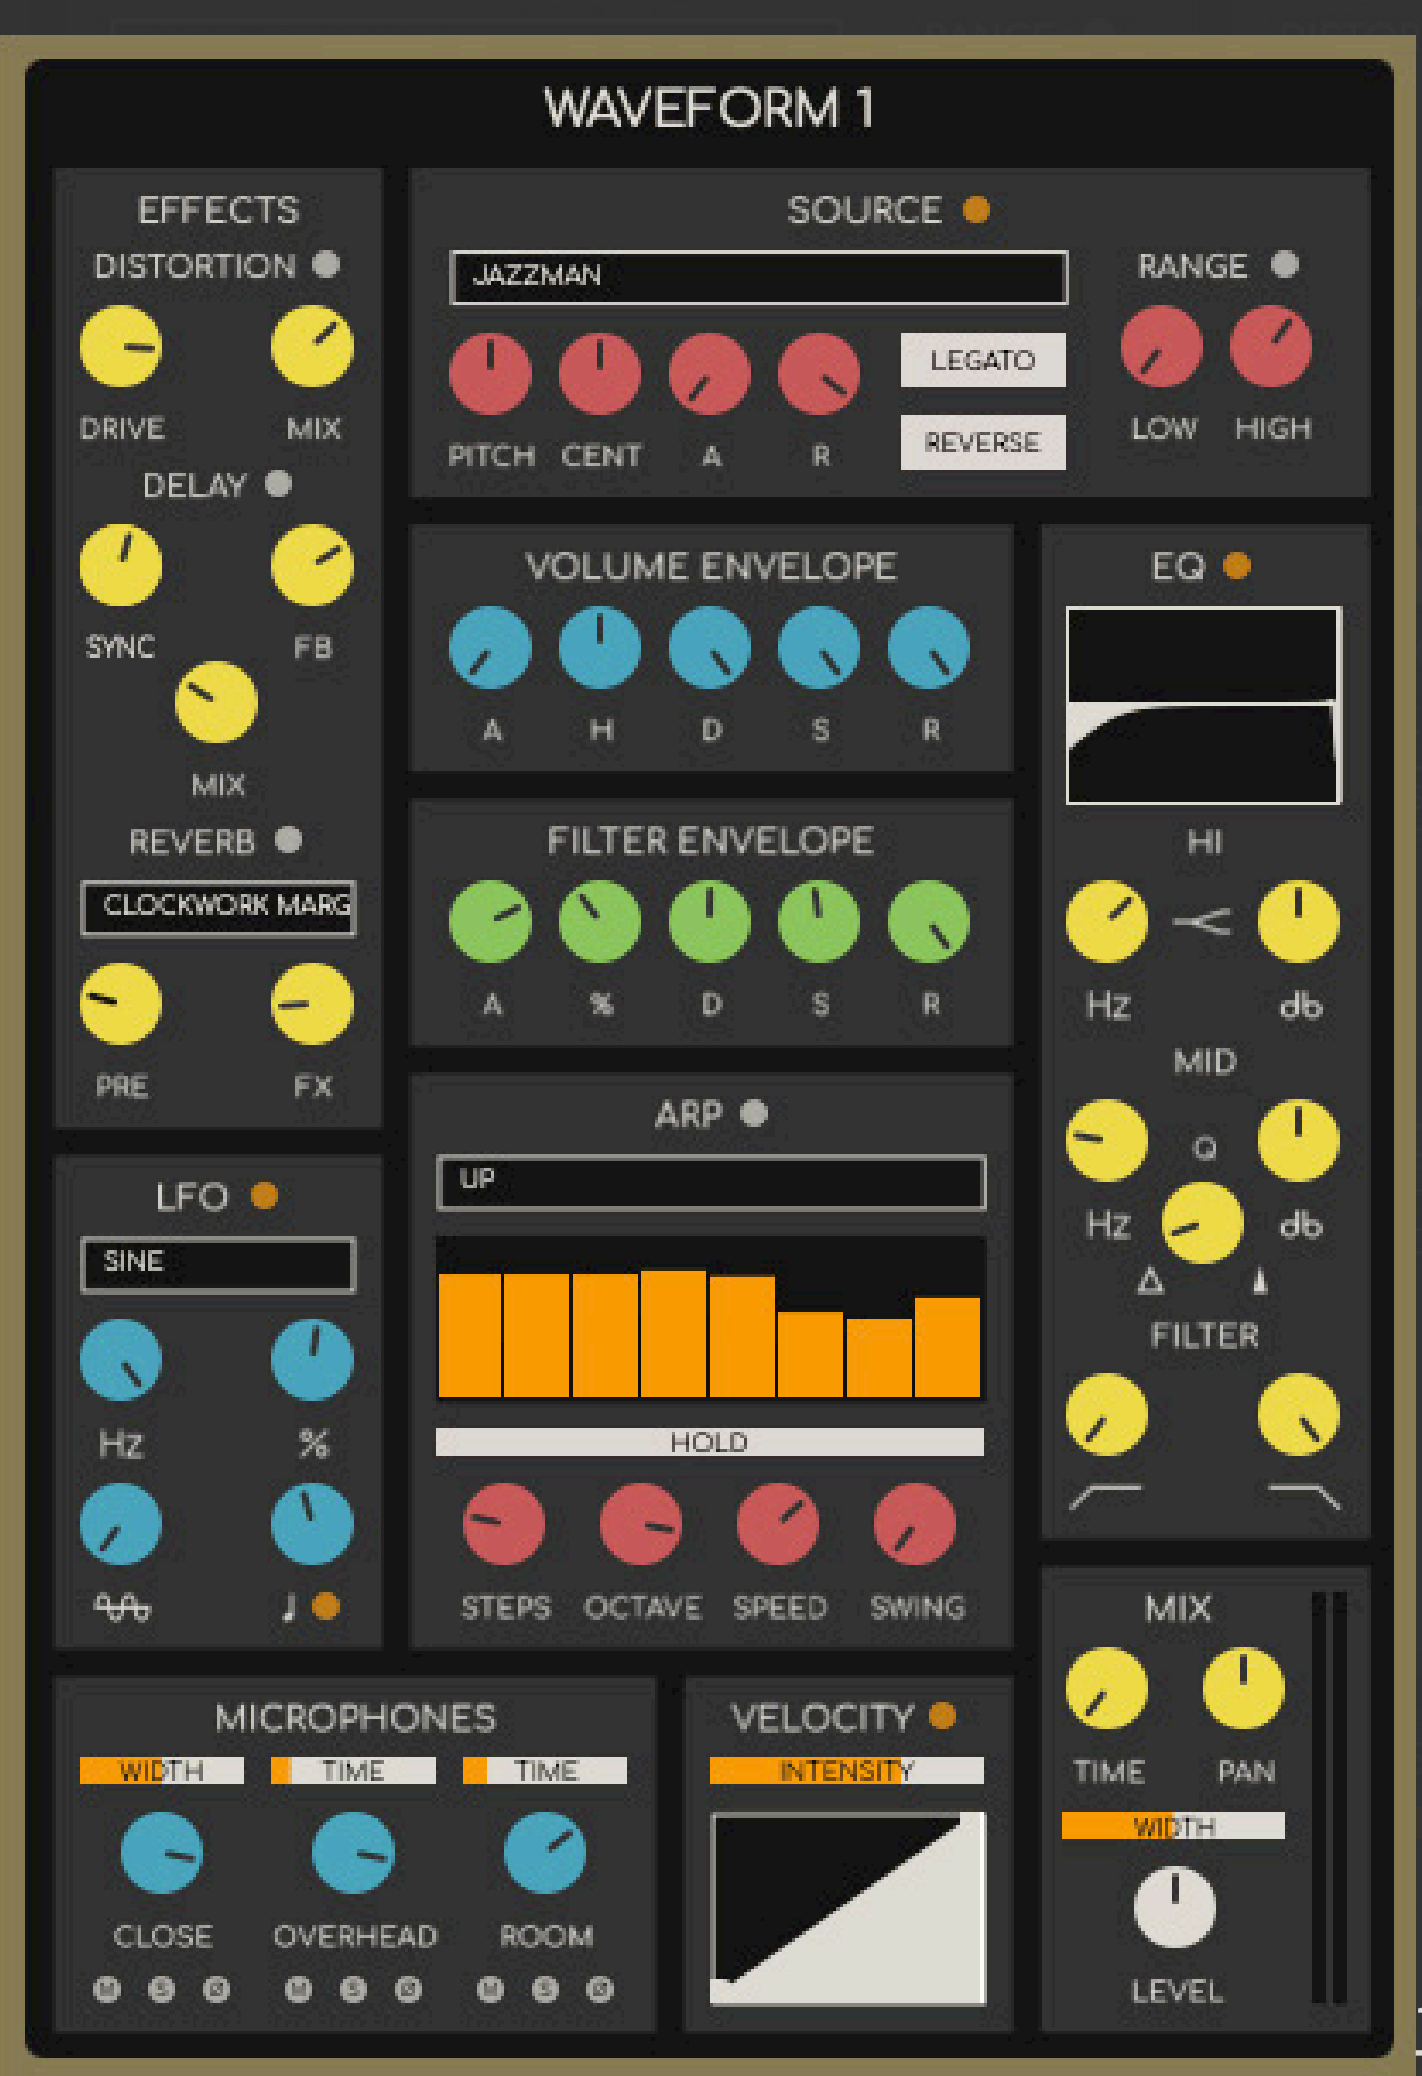 WAVEFORM 1
EFFECTS
DISTORTION
DRIVE MIX
DELAY
SYNC FB
MIX
REVERB
CLOCKWORK MARG
PRE FX
LFO
SINE
Hz %
SOURCE
JAZZMAN
RANGE
LEGATO
REVERSE
PITCH CENT A R
LOW HIGH
VOLUME ENVELOPE
A H D S R
FILTER ENVELOPE
A % D S R
ARP
UP
HOLD
STEPS OCTAVE SPEED SWING
EQ
HI
Hz db
MID
Q
Hz db
FILTER
MICROPHONES
WIDTH TIME TIME
CLOSE OVERHEAD ROOM
M S Ø M S Ø M S Ø
VELOCITY
INTENSITY
MIX
TIME PAN
WIDTH
LEVEL